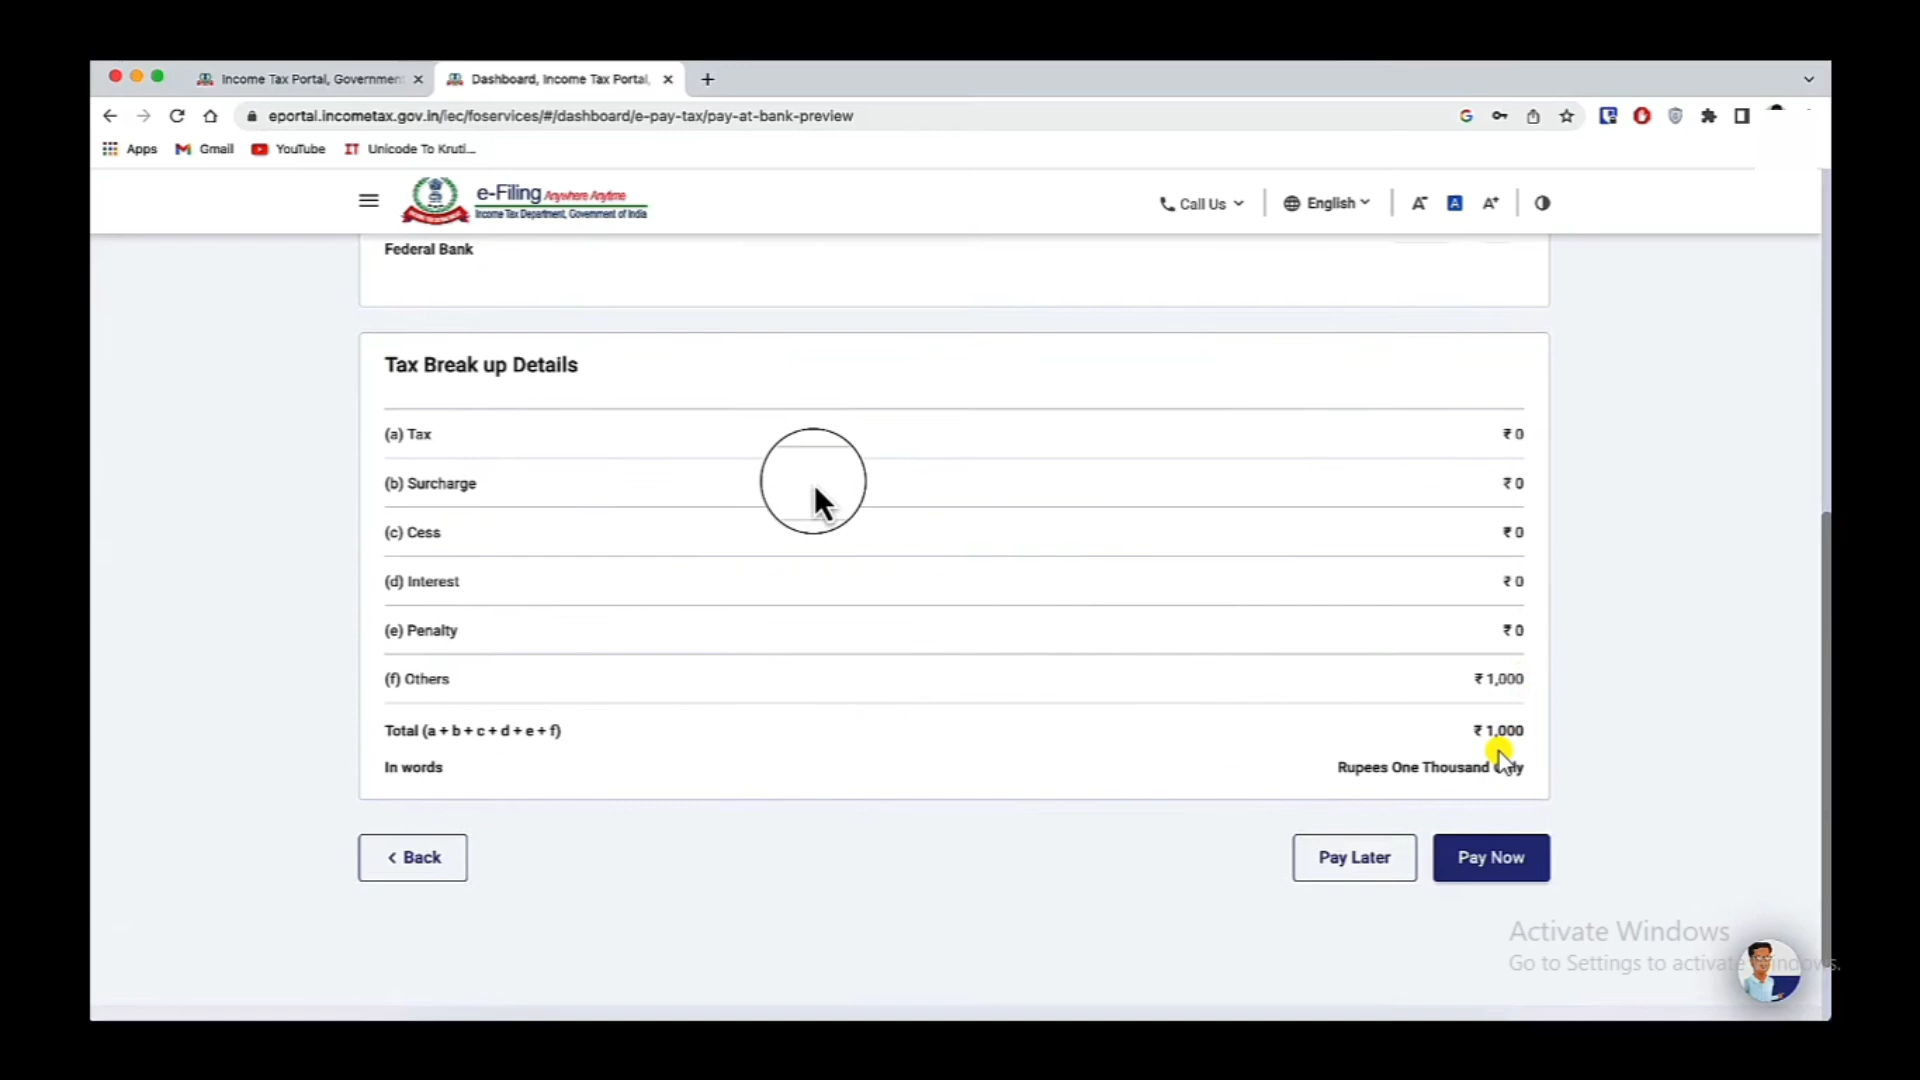 Income Tax Portal, Governmen
Dashboard, Income Tax Portal,
eportal.incometax.gov.in/iec/foservices/#/dashboard/e-pay-tax/pay-at-bank-preview
Apps
Gmail
YouTube
IT Unicode To Kruti...
e-Filing Anywhere Anytime
Income Tax Department, Government of India
Call Us
English
A-
A
A+
Federal Bank
Tax Break up Details
(a) Tax ₹ 0
(b) Surcharge ₹ 0
(c) Cess ₹ 0
(d) Interest ₹ 0
(e) Penalty ₹ 0
(f) Others ₹ 1,000
Total (a + b + c + d + e + f) ₹ 1,000
In words Rupees One Thousand
< Back
Pay Later
Pay Now
Activate Windows
Go to Settings to activate Windows.